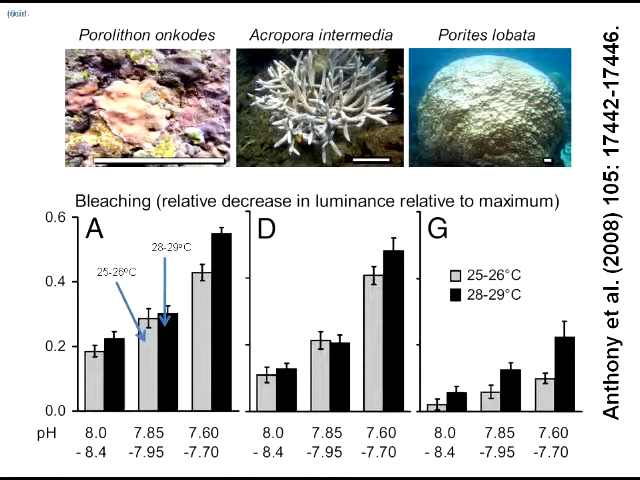 Porolithon onkodes
Acropora intermedia
Porites lobata
Bleaching (relative decrease in luminance relative to maximum)
A
D
G
0.6
0.4
0.2
0.0
25-26ºC
28-29ºC
25-26°C
28-29°C
pH
8.0 7.85 7.60
- 8.4 -7.95 -7.70
8.0 7.85 7.60
- 8.4 -7.95 -7.70
8.0 7.85 7.60
- 8.4 -7.95 -7.70
Anthony et al. (2008) 105: 17442-17446.